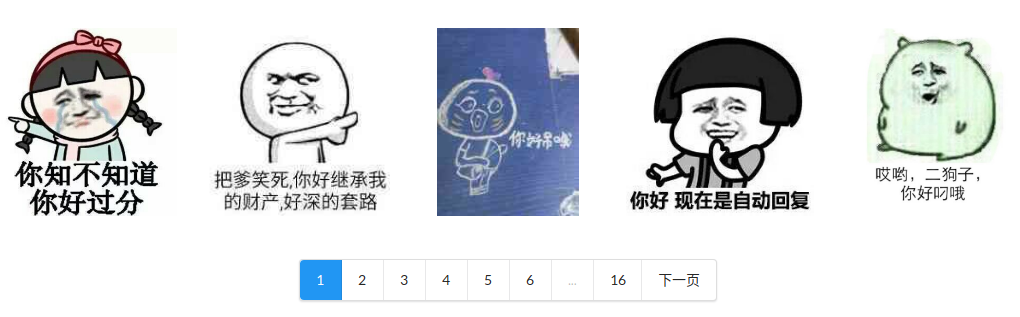 你知不知道
你好过分
把爹笑死,你好继承我
的财产,好深的套路
你好吊哦
你好 现在是自动回复
哎哟，二狗子，
你好叼哦
1 2 3 4 5 6 ... 16 下一页